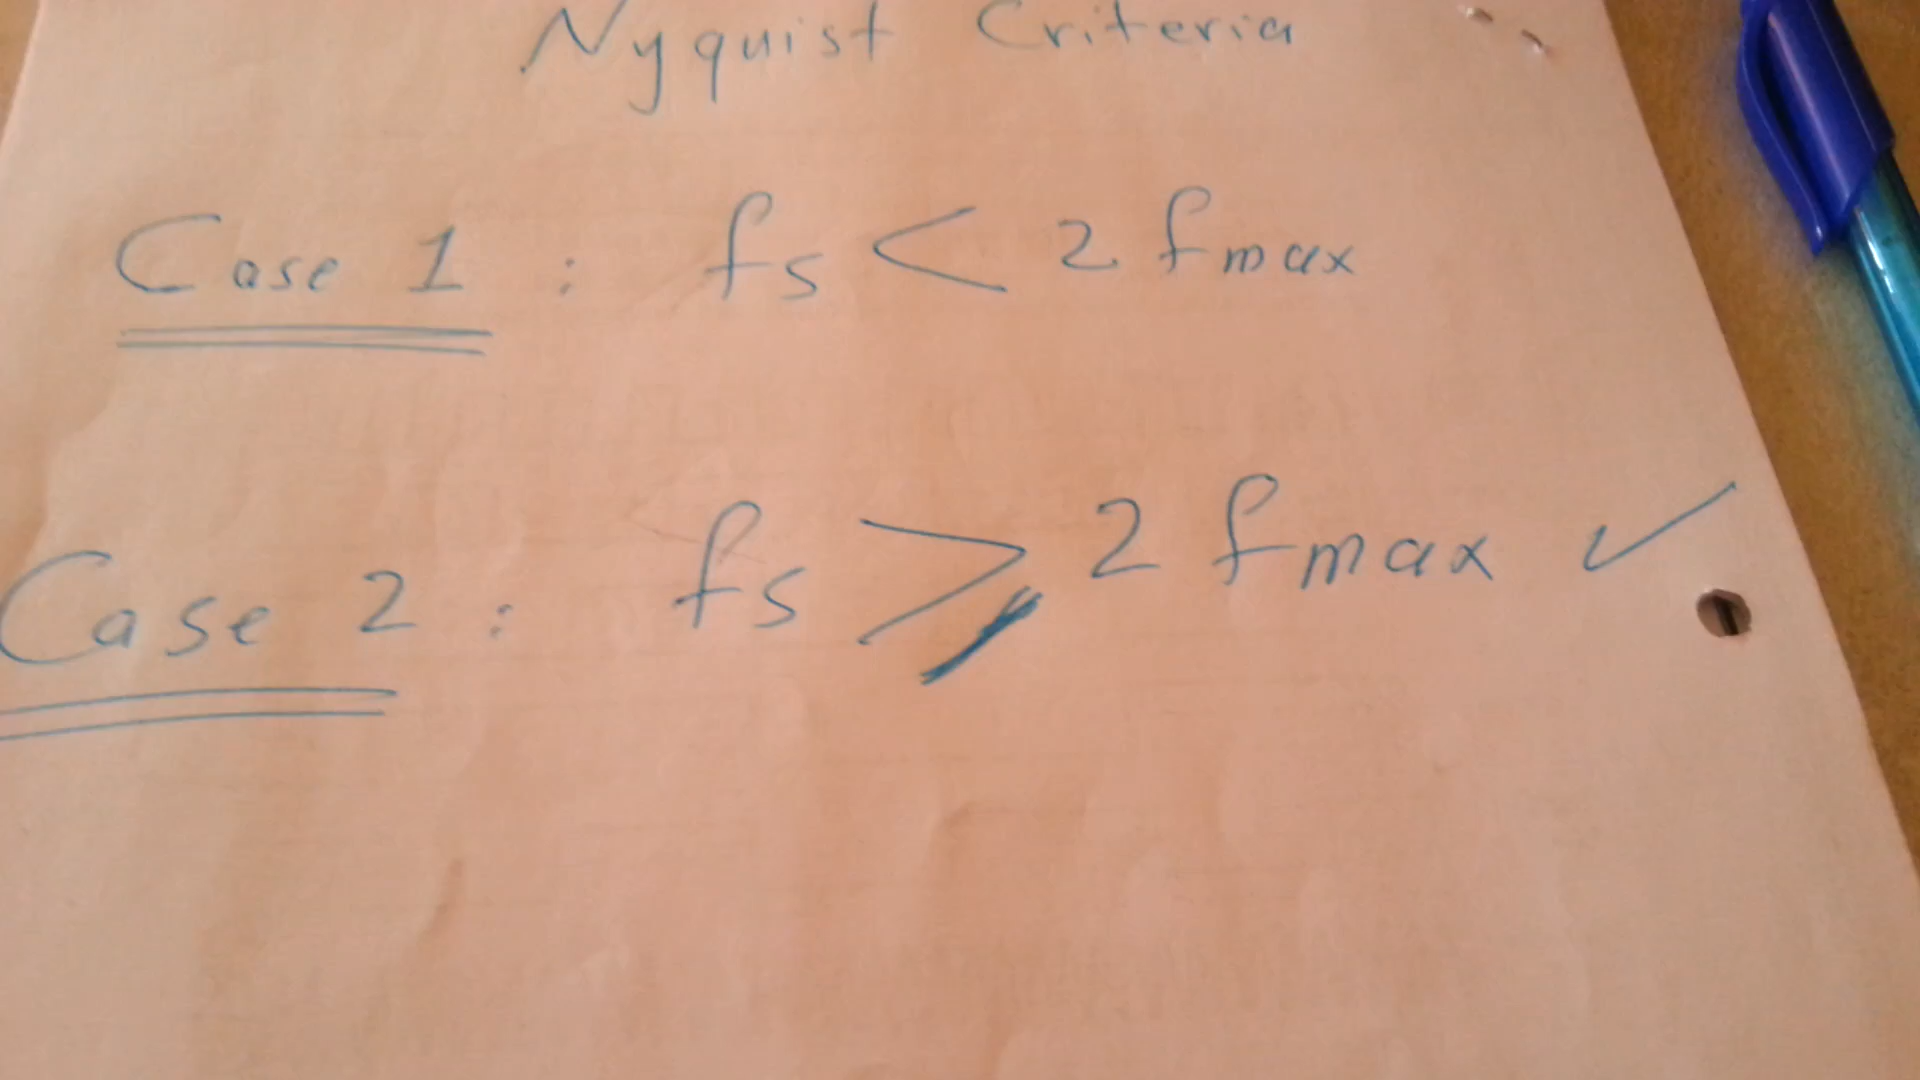 Nyquist Criteria
Case 1 : fs < 2 fmax
Case 2 : fs ⩾ 2 fmax ✓